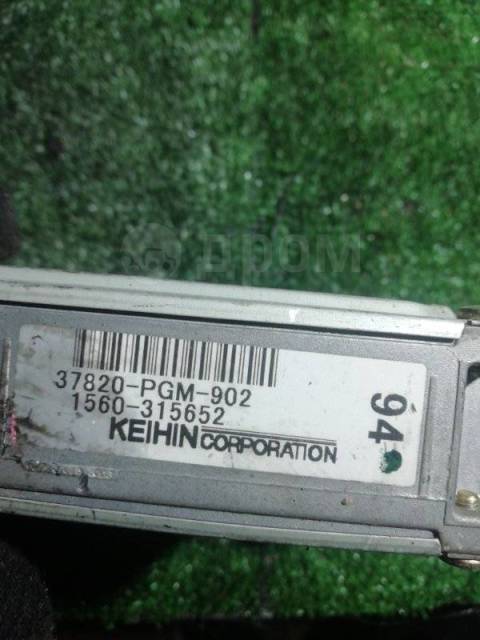 DROM
37820-PGM-902
1560-315652
94
KEIHIN CORPORATION